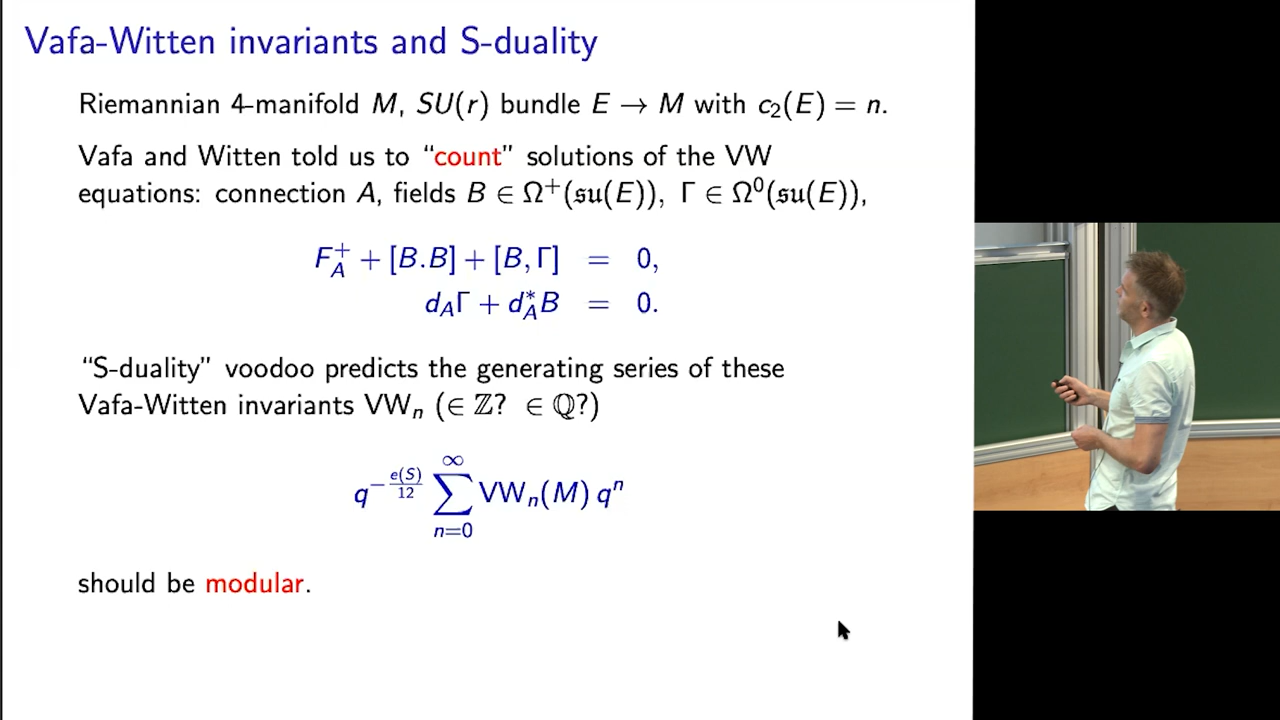 Vafa-Witten invariants and S-duality
Riemannian 4-manifold M, SU(r) bundle E → M with c₂(E) = n.
Vafa and Witten told us to “count” solutions of the VW
equations: connection A, fields B ∈ Ω⁺(𝔰𝔲(E)), Γ ∈ Ω⁰(𝔰𝔲(E)),
F_A^+ + [B.B] + [B, Γ] = 0,
d_AΓ + d_A^*B = 0.
“S-duality” voodoo predicts the generating series of these
Vafa-Witten invariants VW_n (∈ ℤ? ∈ ℚ?)
q^{-\frac{e(S)}{12}} \sum_{n=0}^{∞} VW_n(M) q^n
should be modular.